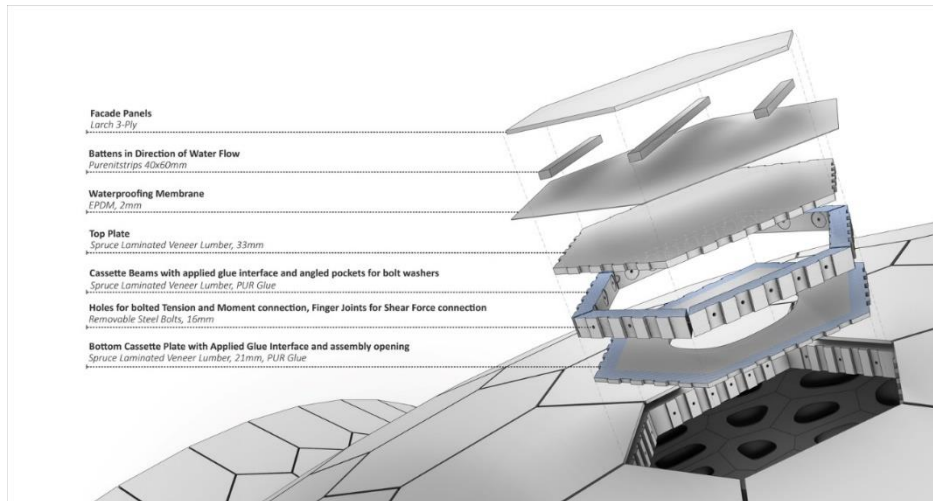 Facade Panels
Larch 3-Ply
Battens in Direction of Water Flow
Purenitstrips 40x60mm
Waterproofing Membrane
EPDM, 2mm
Top Plate
Spruce Laminated Veneer Lumber, 33mm
Cassette Beams with applied glue interface and angled pockets for bolt washers
Spruce Laminated Veneer Lumber, PUR Glue
Holes for bolted Tension and Moment connection, Finger Joints for Shear Force connection
Removable Steel Bolts, 16mm
Bottom Cassette Plate with Applied Glue Interface and assembly opening
Spruce Laminated Veneer Lumber, 21mm, PUR Glue